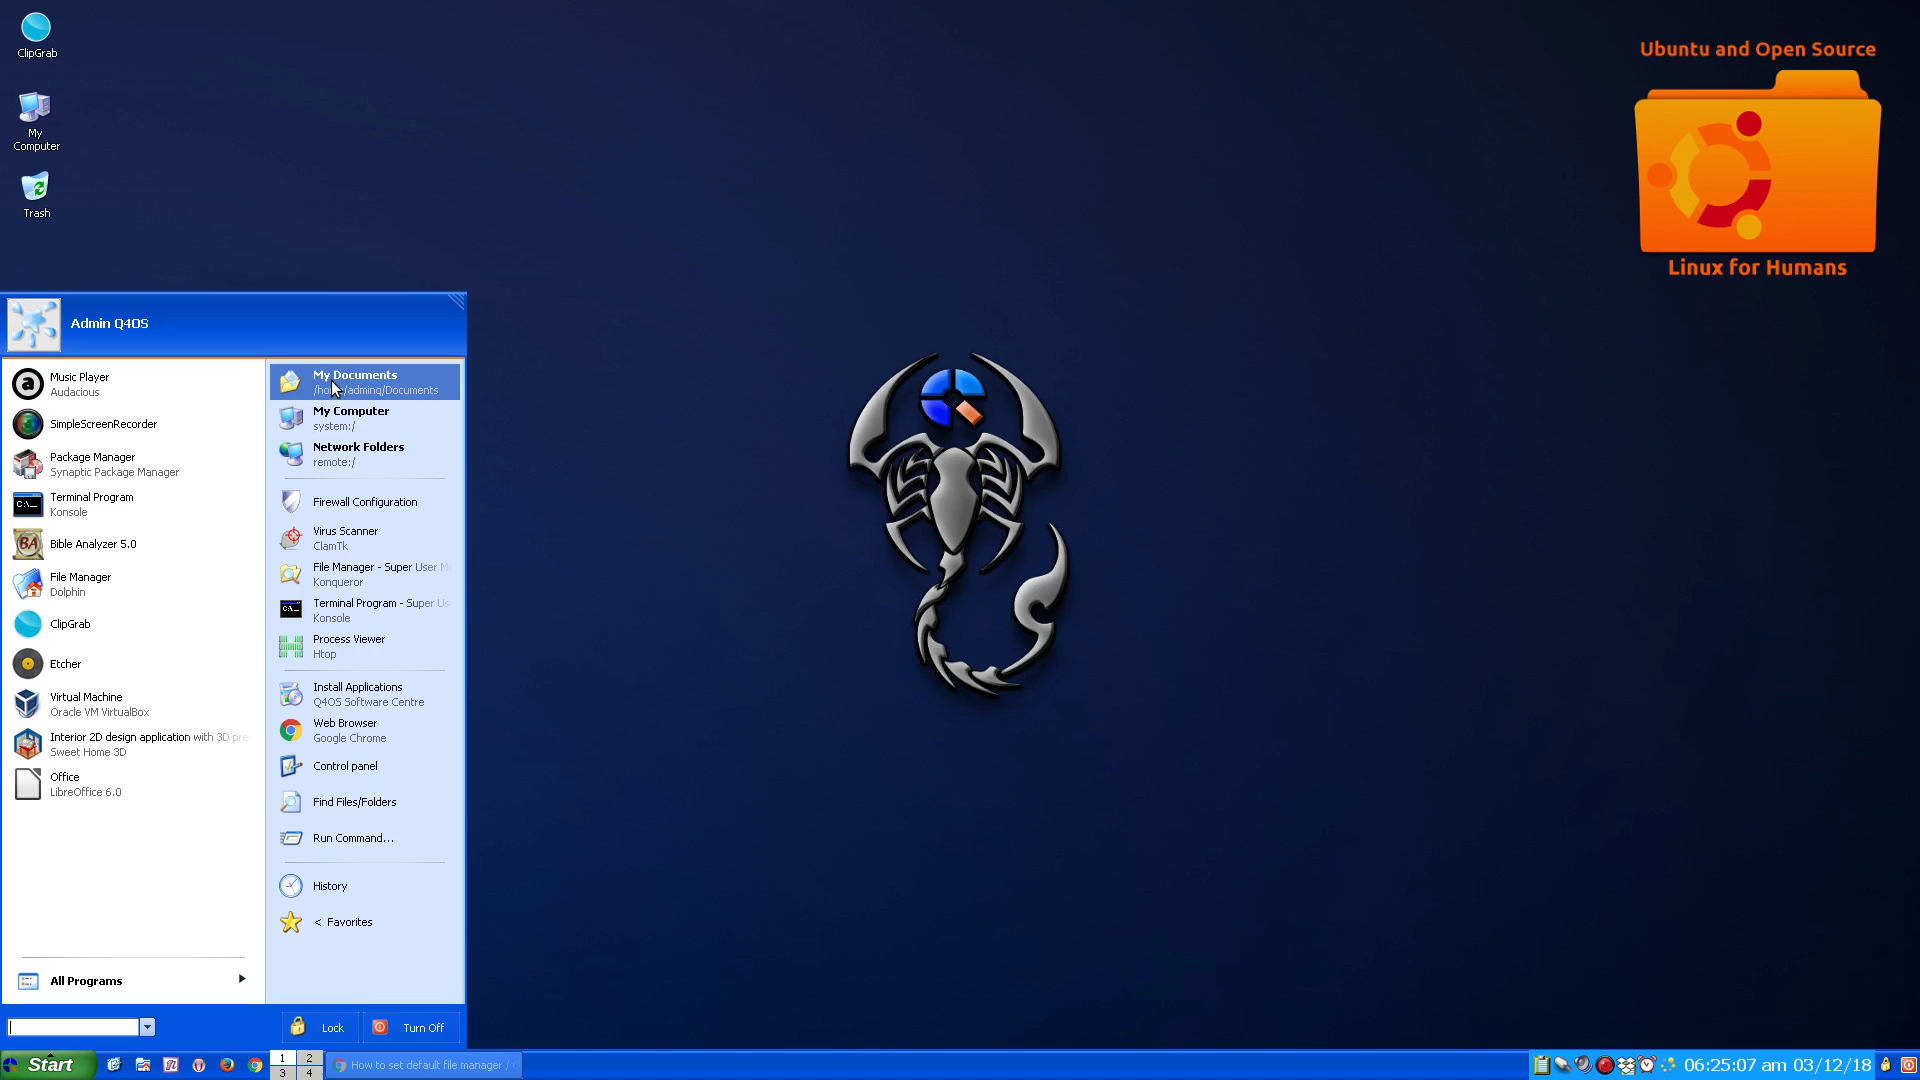 ClipGrab
My
Computer
Trash
Ubuntu and Open Source
Linux for Humans
Admin Q4OS
Music Player
Audacious
SimpleScreenRecorder
Package Manager
Synaptic Package Manager
Terminal Program
Konsole
C:\_
Bible Analyzer 5.0
BA
File Manager
Dolphin
ClipGrab
Etcher
Virtual Machine
Oracle VM VirtualBox
Interior 2D design application with 3D pre
Sweet Home 3D
Office
LibreOffice 6.0
All Programs
My Documents
/adminq/Documents
My Computer
system:/
Network Folders
remote:/
Firewall Configuration
Virus Scanner
ClamTk
File Manager - Super User M
Konqueror
Terminal Program - Super Us
Konsole
Process Viewer
Htop
Install Applications
Q4OS Software Centre
Web Browser
Google Chrome
Control panel
Find Files/Folders
Run Command...
History
< Favorites
Lock
Turn Off
Start
1 2
3 4
How to set default file manager /
06:25:07 am 03/12/18